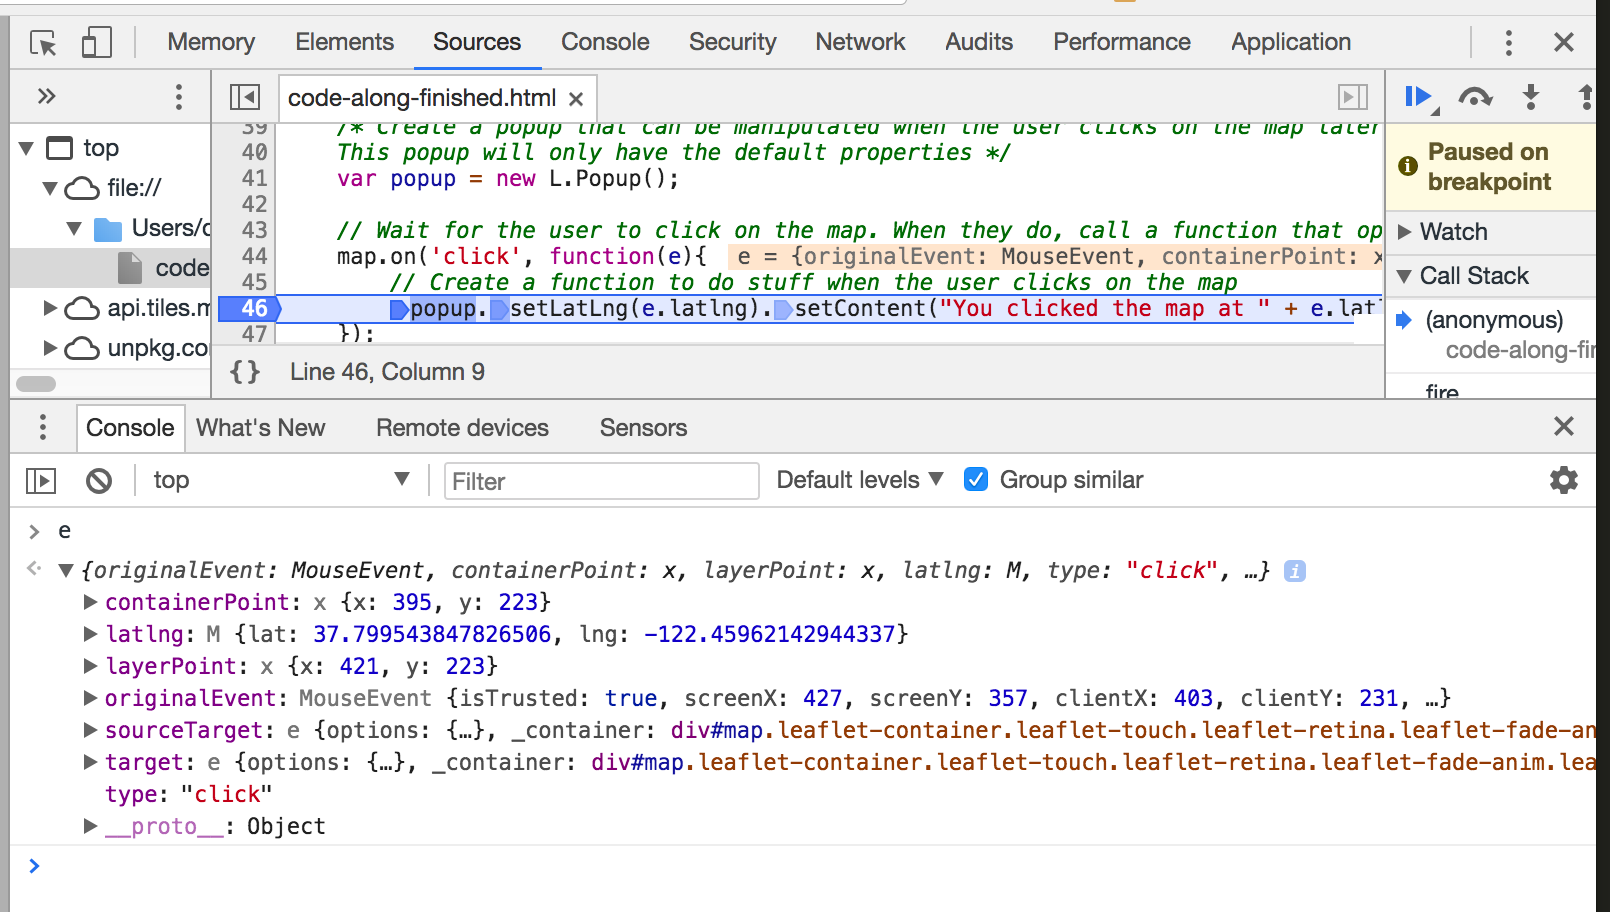 Memory Elements Sources Console Security Network Audits Performance Application
code-along-finished.html
top
file://
Users/c
code
api.tiles.m
unpkg.co
39 /* Create a popup that can be manipulated when the user clicks on the map later
40 This popup will only have the default properties */
41 var popup = new L.Popup();
42
43 // Wait for the user to click on the map. When they do, call a function that op
44 map.on('click', function(e){ e = {originalEvent: MouseEvent, containerPoint: x
45 // Create a function to do stuff when the user clicks on the map
46 popup.setLatLng(e.latlng).setContent("You clicked the map at " + e.latl
47 });
{} Line 46, Column 9
Paused on
breakpoint
Watch
Call Stack
(anonymous)
code-along-fin
fire
Console What's New Remote devices Sensors
top Filter Default levels Group similar
> e
{originalEvent: MouseEvent, containerPoint: x, layerPoint: x, latlng: M, type: "click", …}
containerPoint: x {x: 395, y: 223}
latlng: M {lat: 37.799543847826506, lng: -122.45962142944337}
layerPoint: x {x: 421, y: 223}
originalEvent: MouseEvent {isTrusted: true, screenX: 427, screenY: 357, clientX: 403, clientY: 231, …}
sourceTarget: e {options: {…}, _container: div#map.leaflet-container.leaflet-touch.leaflet-retina.leaflet-fade-an
target: e {options: {…}, _container: div#map.leaflet-container.leaflet-touch.leaflet-retina.leaflet-fade-anim.lea
type: "click"
__proto__: Object
>